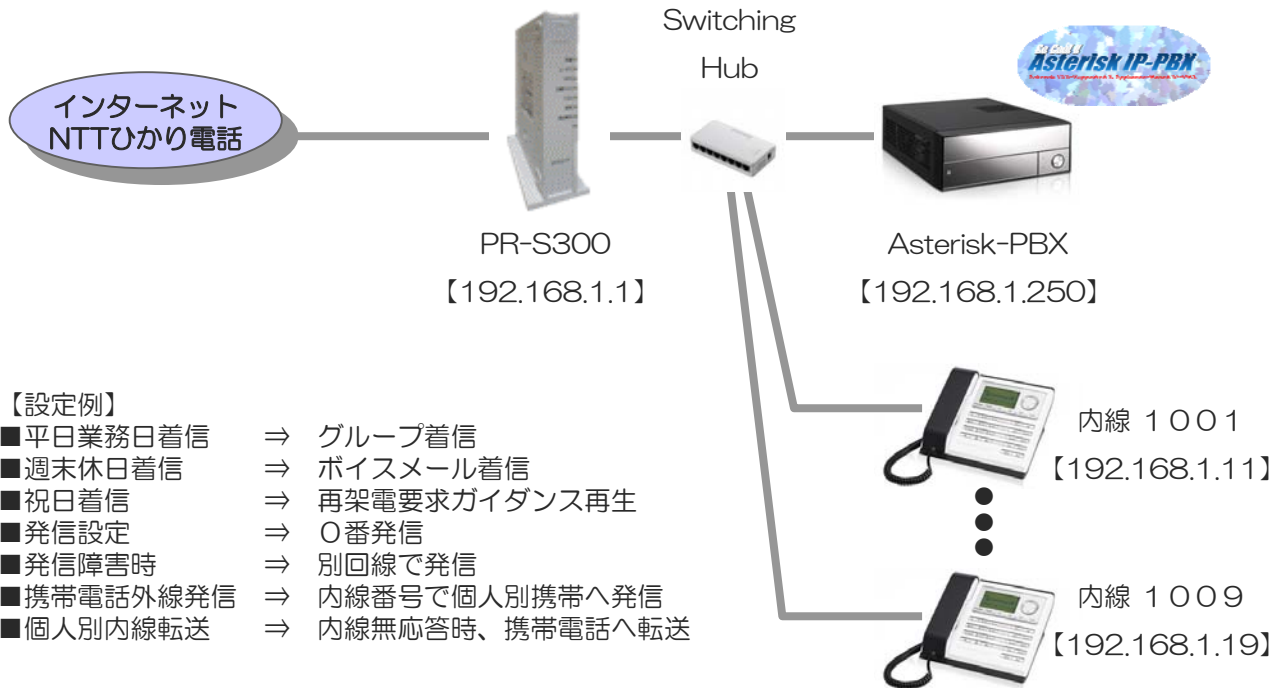 Switching
Hub
Asterisk IP-PBX
インターネット
NTTひかり電話
PR-S300
【192.168.1.1】
Asterisk-PBX
【192.168.1.250】
【設定例】
■平日業務日着信 ⇒ グループ着信
■週末休日着信 ⇒ ボイスメール着信
■祝日着信 ⇒ 再架電要求ガイダンス再生
■発信設定 ⇒ 0番発信
■発信障害時 ⇒ 別回線で発信
■携帯電話外線発信 ⇒ 内線番号で個人別携帯へ発信
■個人別内線転送 ⇒ 内線無応答時、携帯電話へ転送
内線 1001
【192.168.1.11】
内線 1009
【192.168.1.19】